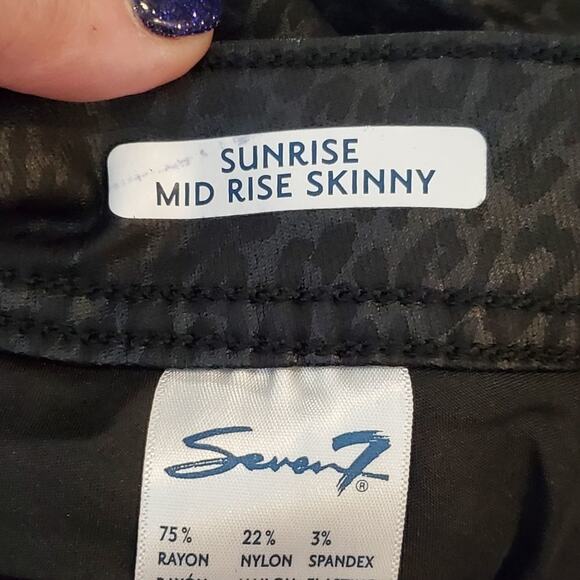 SUNRISE
MID RISE SKINNY
Seven7®
75% 22% 3%
RAYON NYLON SPANDEX